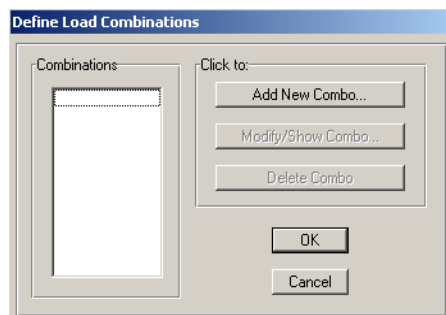 Define Load Combinations
Combinations
Click to:
Add New Combo...
Modify/Show Combo...
Delete Combo
OK
Cancel